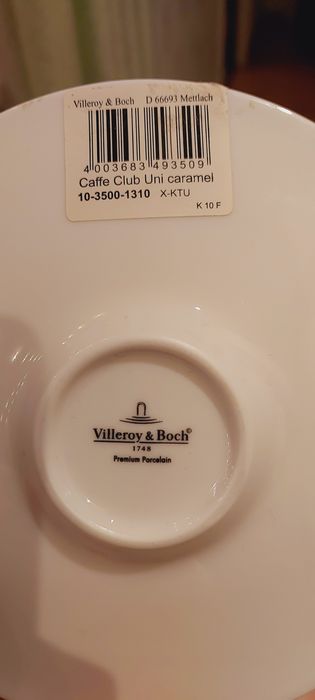 Villeroy & Boch D 66693 Mettlach
4 003683 493509
Caffe Club Uni caramel
10-3500-1310 X-KTU
K 10 F
Villeroy & Boch©
1748
Premium Porcelain